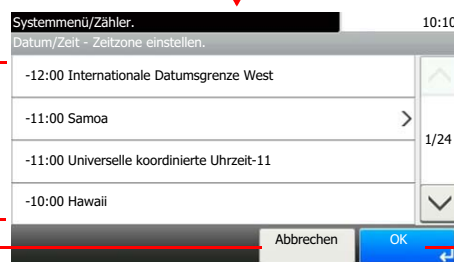 Systemmenü/Zähler. 10:10
Datum/Zeit - Zeitzone einstellen.
-12:00 Internationale Datumsgrenze West
-11:00 Samoa
1/24
-11:00 Universelle koordinierte Uhrzeit-11
-10:00 Hawaii
Abbrechen OK